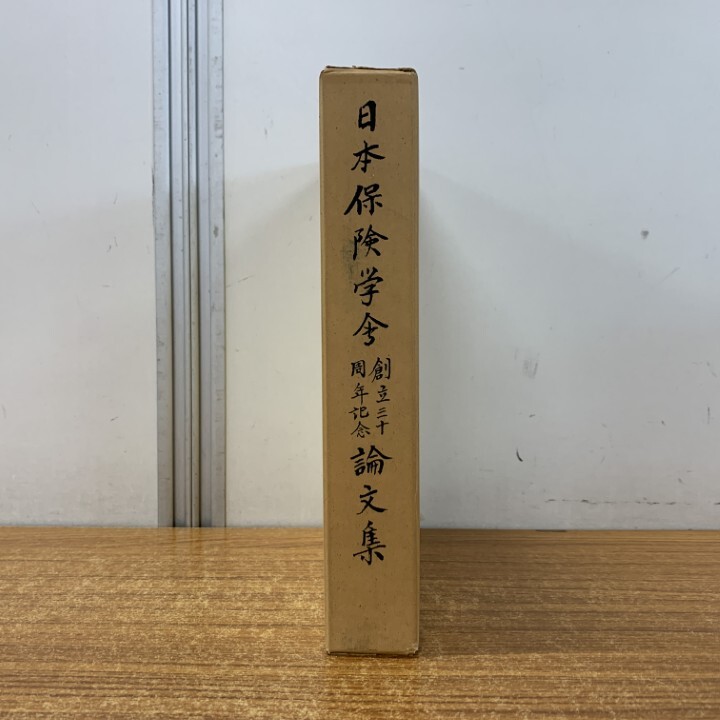 日本保険学会
創立三十
周年記念
論文集